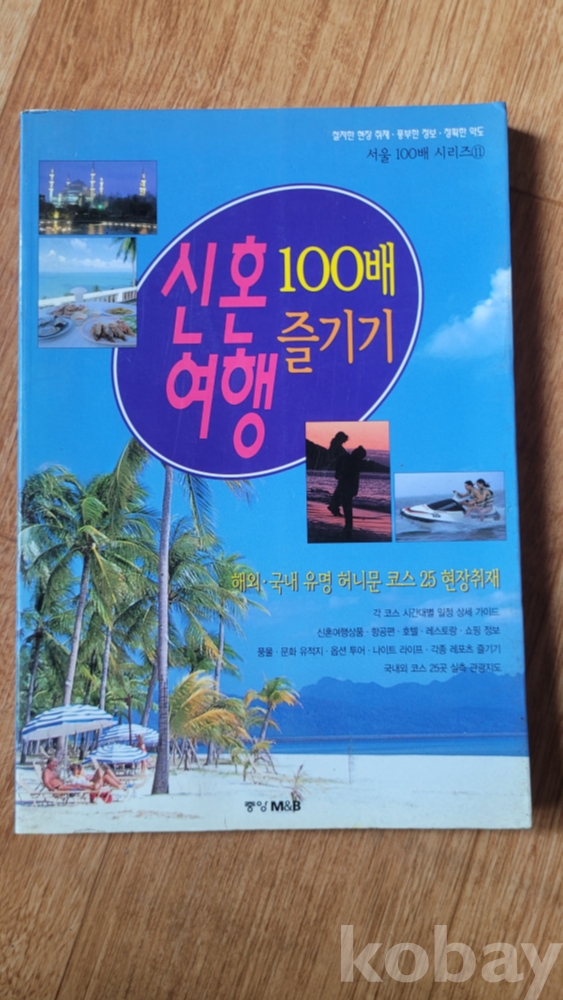 철저한 현장 취재·풍부한 정보·정확한 약도
서울 100배 시리즈⑪
신혼
여행
100배
즐기기
해외·국내 유명 허니문 코스 25 현장취재
각 코스 시간대별 일정 상세 가이드
신혼여행상품·항공편·호텔·레스토랑·쇼핑 정보
풍물·문화 유적지·옵션 투어·나이트 라이프·각종 레포츠 즐기기
국내외 코스 25곳 실측 관광지도
중앙 M&B
kobay